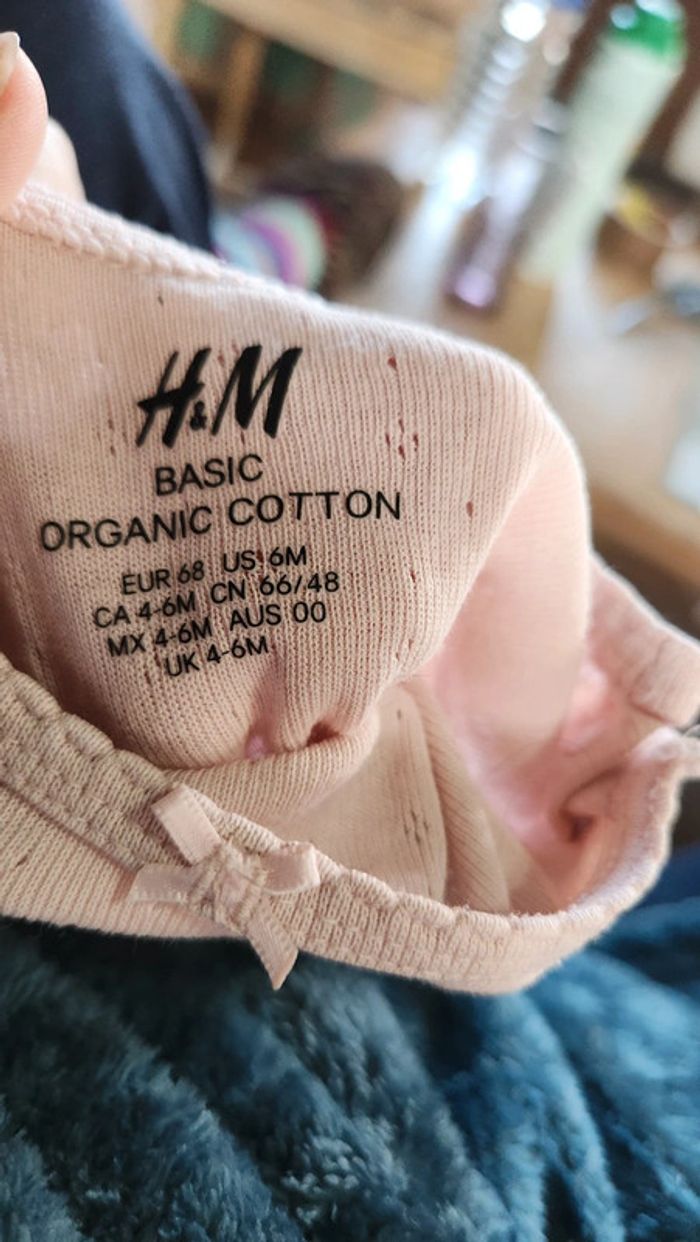 H&M
BASIC
ORGANIC COTTON
EUR 68 US 6M
CA 4-6M CN 66/48
MX 4-6M AUS 00
UK 4-6M